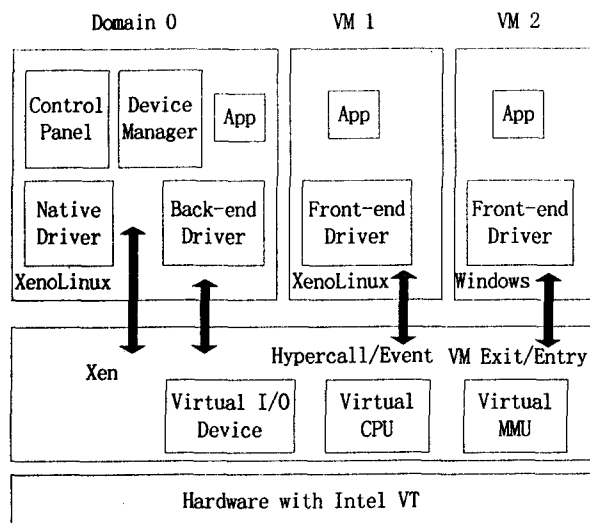 Domain 0
VM 1
VM 2
Control
Panel
Device
Manager
App
App
App
Native
Driver
Back-end
Driver
Front-end
Driver
Front-end
Driver
XenoLinux
XenoLinux
Windows
Xen
Hypercall/Event
VM Exit/Entry
Virtual I/O
Device
Virtual
CPU
Virtual
MMU
Hardware with Intel VT